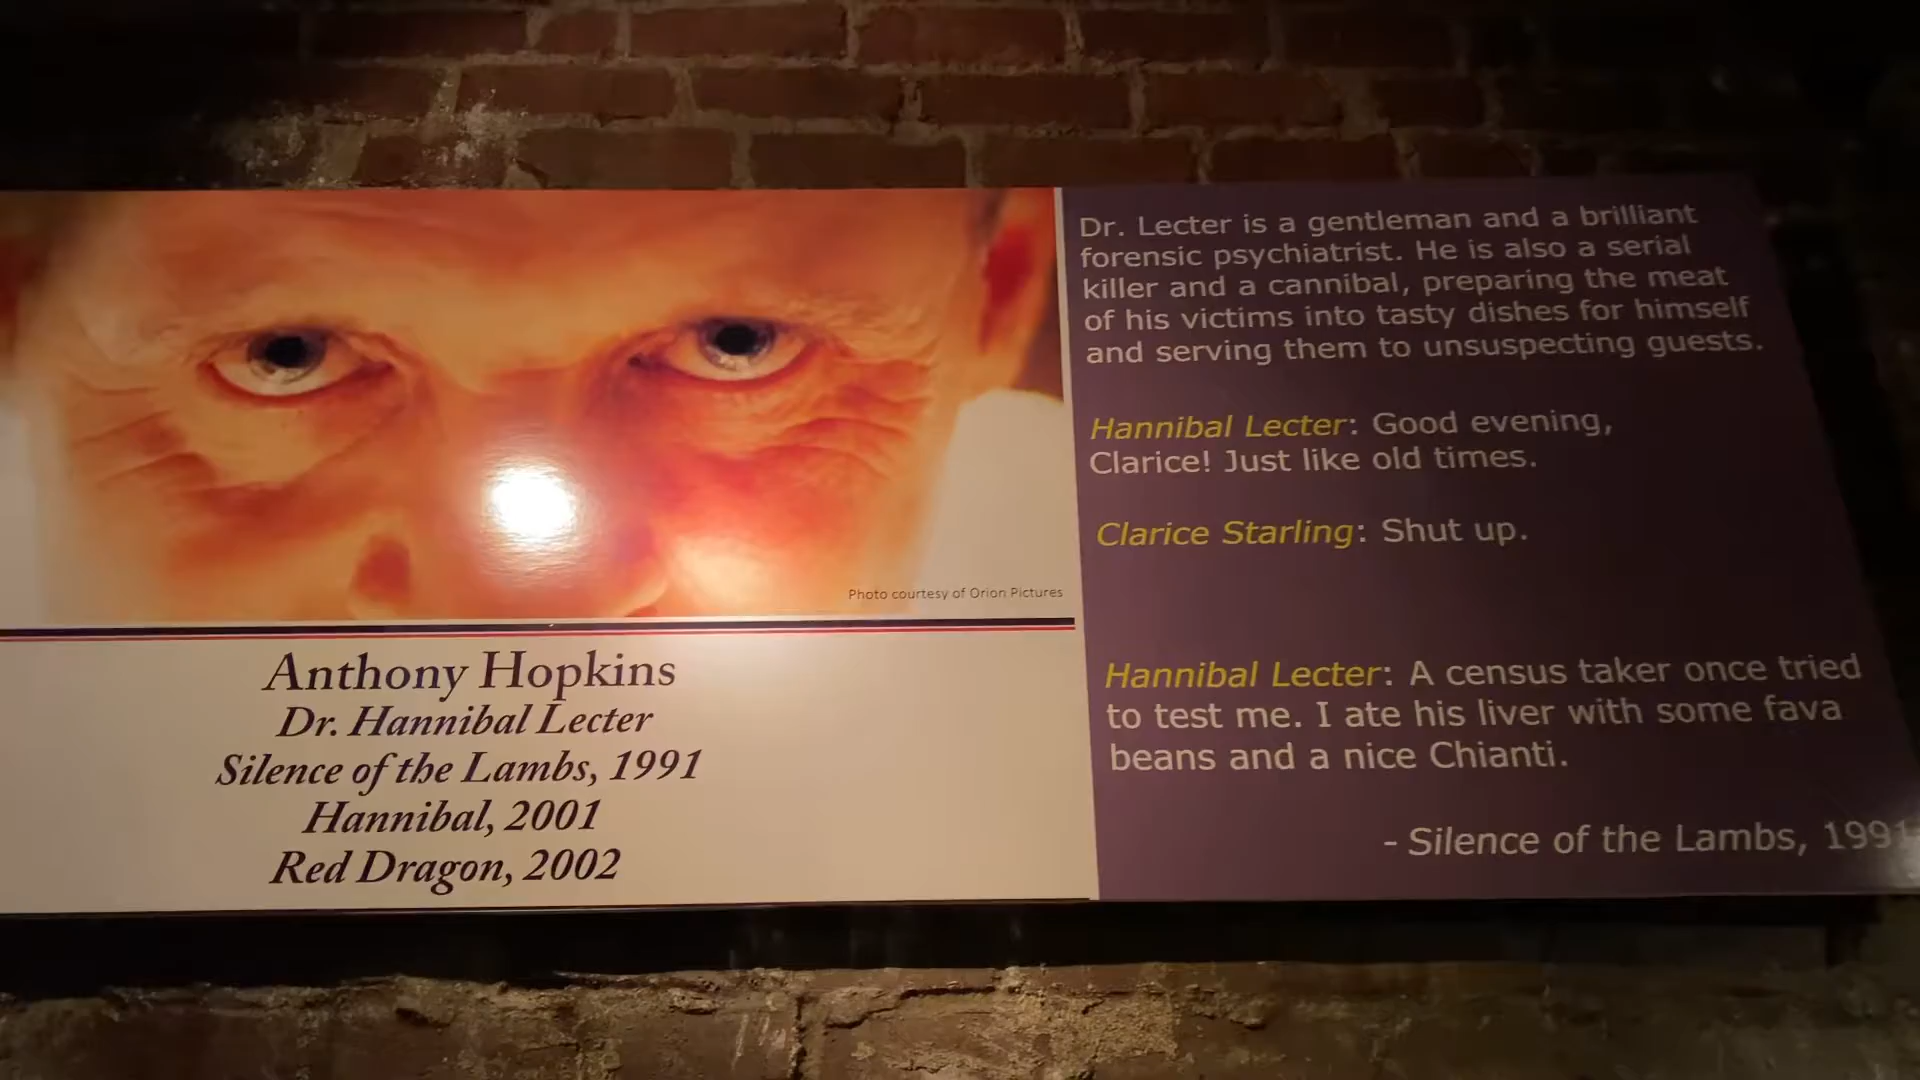 Photo courtesy of Orion Pictures
Anthony Hopkins
Dr. Hannibal Lecter
Silence of the Lambs, 1991
Hannibal, 2001
Red Dragon, 2002
Dr. Lecter is a gentleman and a brilliant
forensic psychiatrist. He is also a serial
killer and a cannibal, preparing the meat
of his victims into tasty dishes for himself
and serving them to unsuspecting guests.
Hannibal Lecter: Good evening,
Clarice! Just like old times.
Clarice Starling: Shut up.
Hannibal Lecter: A census taker once tried
to test me. I ate his liver with some fava
beans and a nice Chianti.
- Silence of the Lambs, 1991